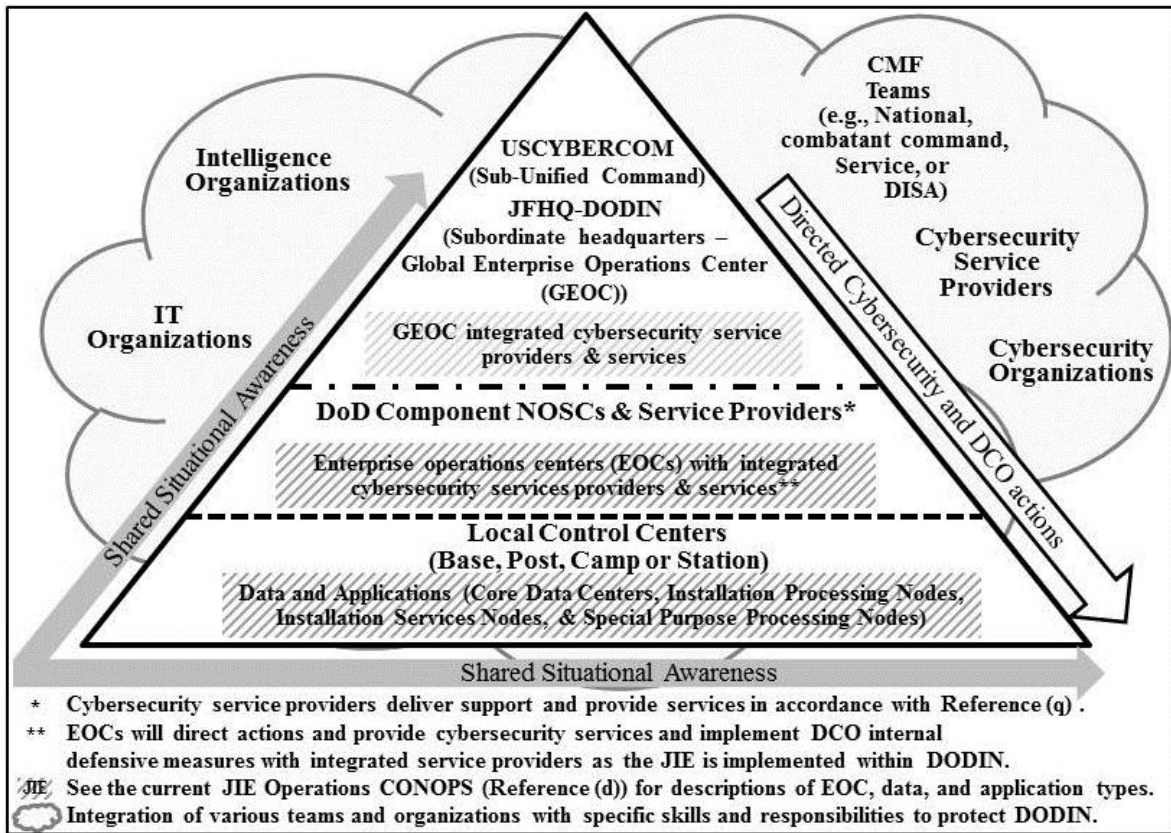 Intelligence
Organizations
IT
Organizations
Shared Situational Awareness
USCYBERCOM
(Sub-Unified Command)
JFHQ-DODIN
(Subordinate headquarters –
Global Enterprise Operations Center
(GEOC))
GEOC integrated cybersecurity service
providers & services
DoD Component NOSCs & Service Providers*
Enterprise operations centers (EOCs) with integrated
cybersecurity services providers & services**
Local Control Centers
(Base, Post, Camp or Station)
Data and Applications (Core Data Centers, Installation Processing Nodes,
Installation Services Nodes, & Special Purpose Processing Nodes)
CMF
Teams
(e.g., National,
combatant command,
Service, or
DISA)
Cybersecurity
Service
Providers
Cybersecurity
Organizations
Directed Cybersecurity and DCO actions
Shared Situational Awareness
* Cybersecurity service providers deliver support and provide services in accordance with Reference (q) .
** EOCs will direct actions and provide cybersecurity services and implement DCO internal
defensive measures with integrated service providers as the JIE is implemented within DODIN.
JIE See the current JIE Operations CONOPS (Reference (d)) for descriptions of EOC, data, and application types.
Integration of various teams and organizations with specific skills and responsibilities to protect DODIN.